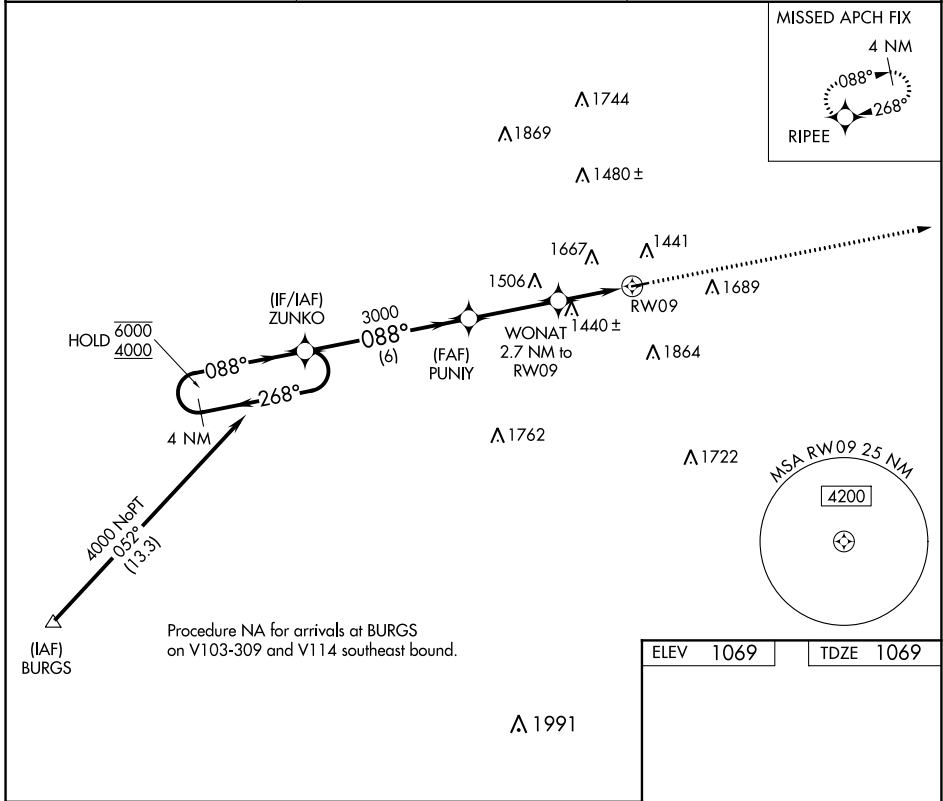 MISSED APCH FIX
4 NM
088°
268°
RIPEE
1744
1869
1480 ±
1667
1441
1506
1689
(IF/IAF)
ZUNKO
3000
088°
(6)
RW09
HOLD 6000
4000
088°
(FAF)
PUNIY
WONAT
2.7 NM to
RW09
1440 ±
1864
268°
4 NM
1762
1722
MSA RW09 25 NM
4200
4000 NoPT
052°
(13.3)
(IAF)
BURGS
Procedure NA for arrivals at BURGS
on V103-309 and V114 southeast bound.
ELEV 1069
TDZE 1069
1991